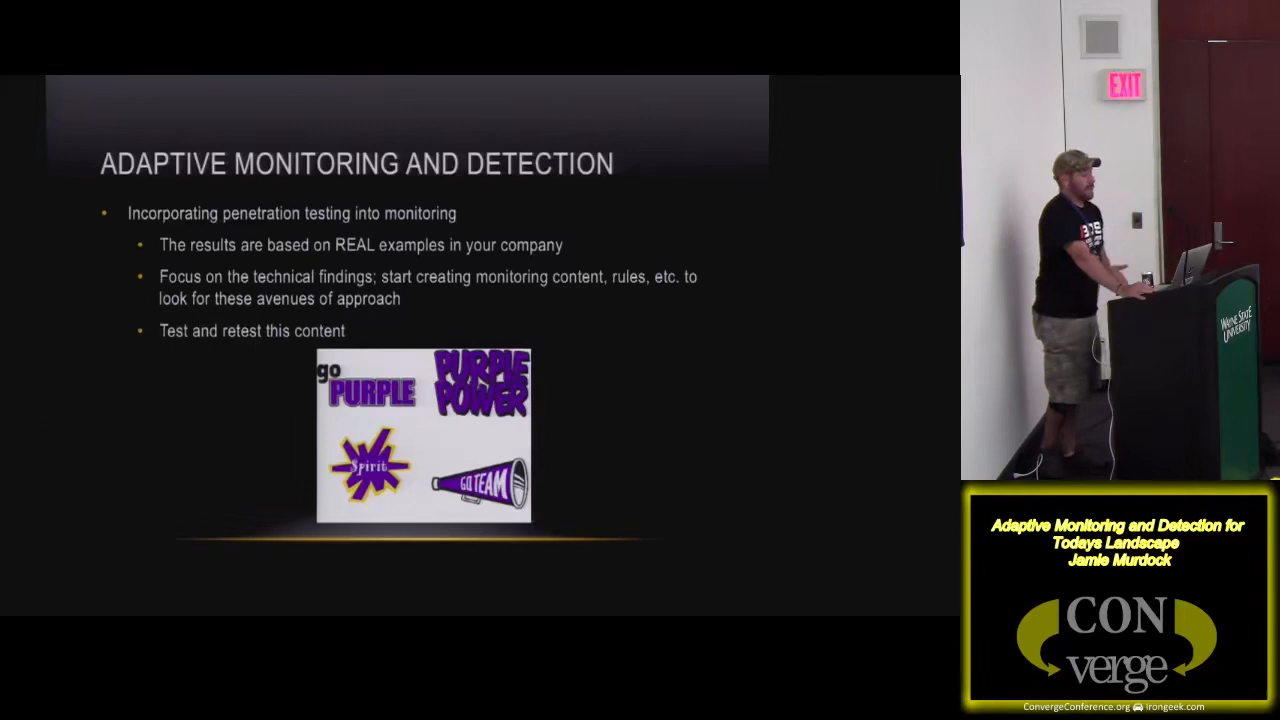 ADAPTIVE MONITORING AND DETECTION
Incorporating penetration testing into monitoring
The results are based on REAL examples in your company
Focus on the technical findings; start creating monitoring content, rules, etc. to
look for these avenues of approach
Test and retest this content
go
PURPLE
PURPLE
POWER
Spirit
GO TEAM
EXIT
WAYNE STATE
UNIVERSITY
Adaptive Monitoring and Detection for
Todays Landscape
Jamie Murdock
CON
verge
ConvergeConference.org irongeek.com